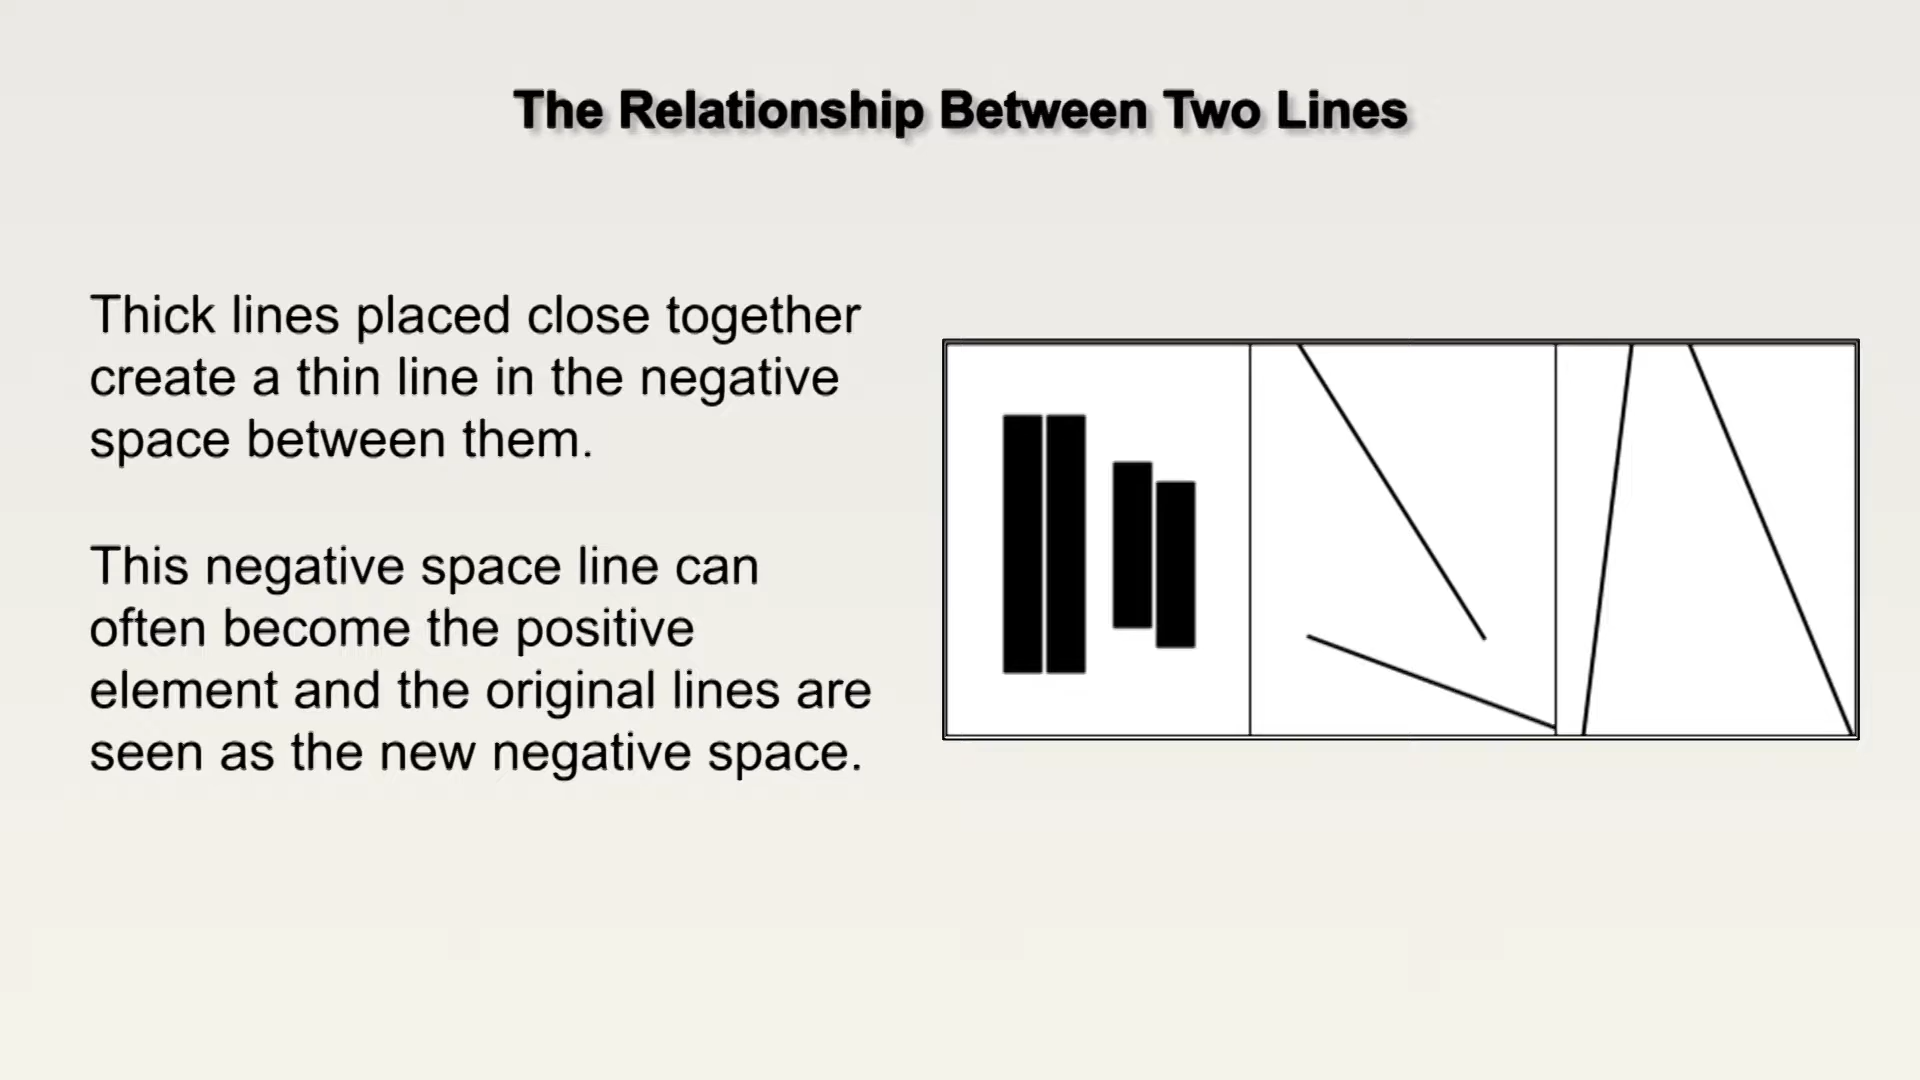 The Relationship Between Two Lines
Thick lines placed close together
create a thin line in the negative
space between them.
This negative space line can
often become the positive
element and the original lines are
seen as the new negative space.